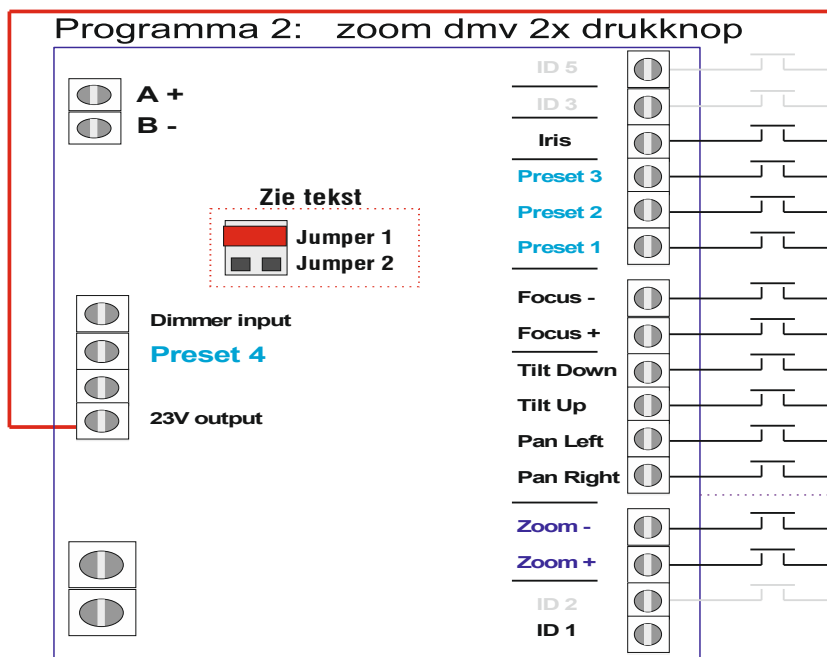 Programma 2: zoom dmv 2x drukknop
A +
B -
Zie tekst
Jumper 1
Jumper 2
Dimmer input
Preset 4
23V output
ID 5
ID 3
Iris
Preset 3
Preset 2
Preset 1
Focus -
Focus +
Tilt Down
Tilt Up
Pan Left
Pan Right
Zoom -
Zoom +
ID 2
ID 1